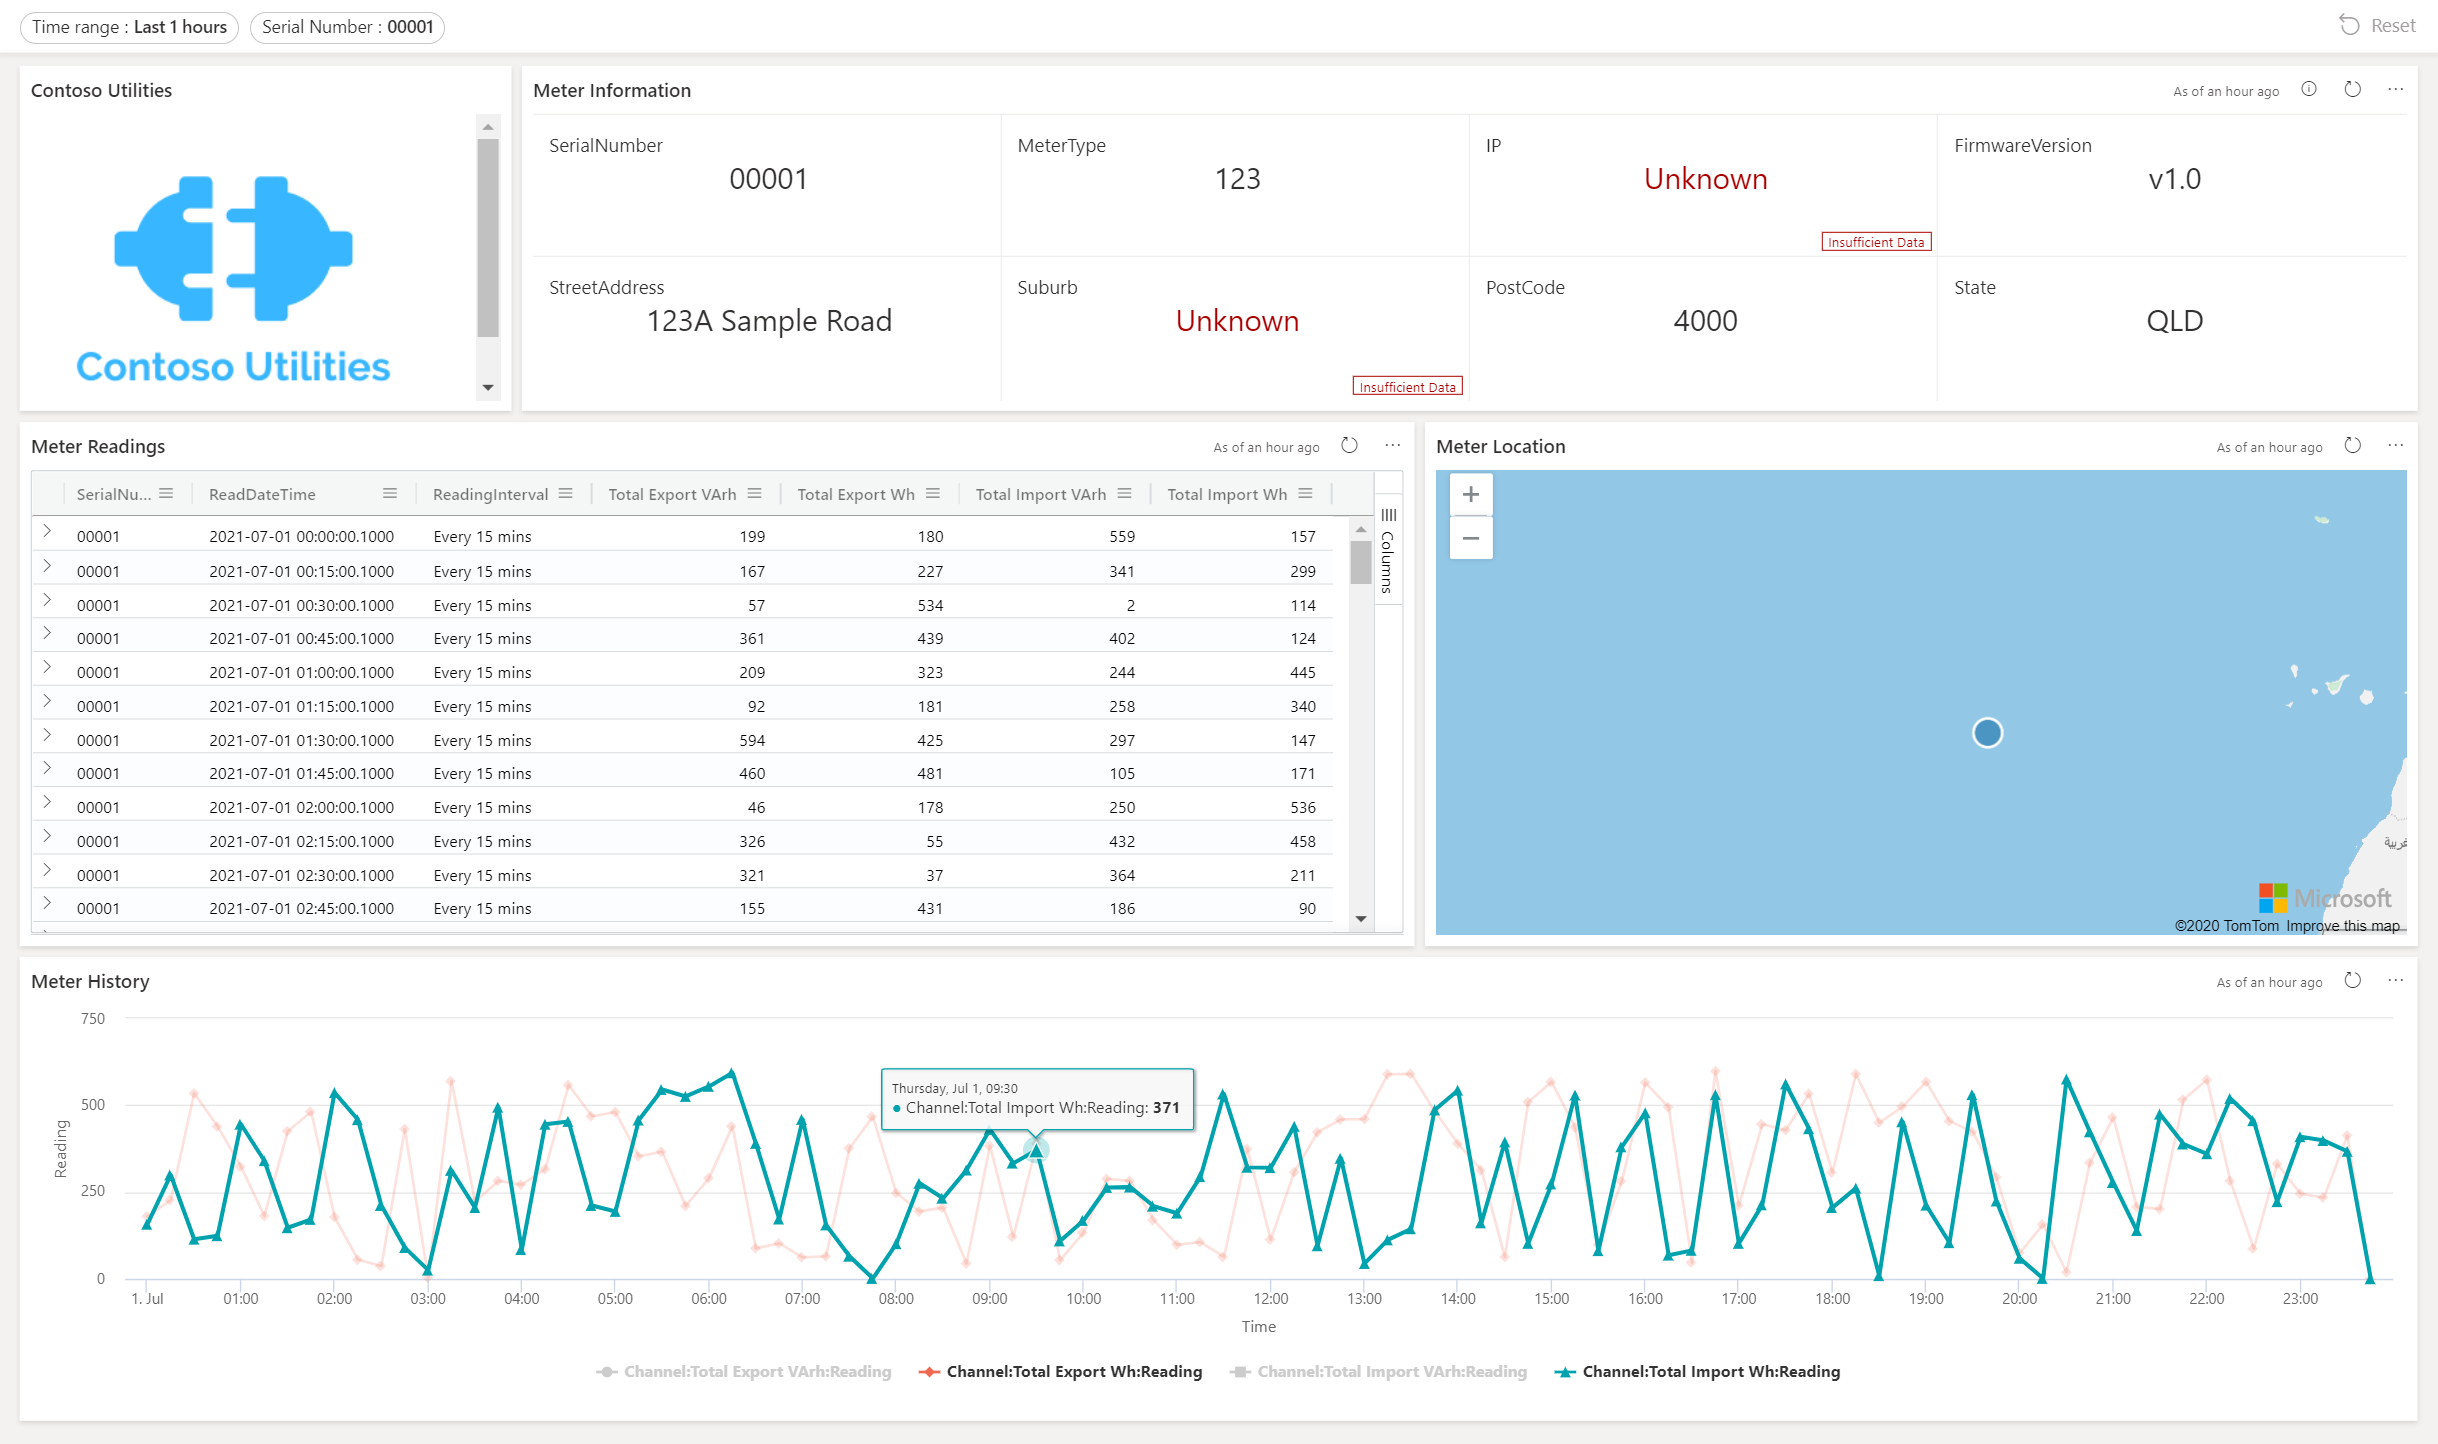 Time range : Last 1 hours
Serial Number : 00001
Reset
Contoso Utilities
Contoso Utilities
Meter Information
As of an hour ago
SerialNumber
00001
MeterType
123
IP
Unknown
Insufficient Data
FirmwareVersion
v1.0
StreetAddress
123A Sample Road
Suburb
Unknown
Insufficient Data
PostCode
4000
State
QLD
Meter Readings
As of an hour ago
SerialNu... ReadDateTime ReadingInterval Total Export VArh Total Export Wh Total Import VArh Total Import Wh
00001 2021-07-01 00:00:00.1000 Every 15 mins 199 180 559 157
00001 2021-07-01 00:15:00.1000 Every 15 mins 167 227 341 299
00001 2021-07-01 00:30:00.1000 Every 15 mins 57 534 2 114
00001 2021-07-01 00:45:00.1000 Every 15 mins 361 439 402 124
00001 2021-07-01 01:00:00.1000 Every 15 mins 209 323 244 445
00001 2021-07-01 01:15:00.1000 Every 15 mins 92 181 258 340
00001 2021-07-01 01:30:00.1000 Every 15 mins 594 425 297 147
00001 2021-07-01 01:45:00.1000 Every 15 mins 460 481 105 171
00001 2021-07-01 02:00:00.1000 Every 15 mins 46 178 250 536
00001 2021-07-01 02:15:00.1000 Every 15 mins 326 55 432 458
00001 2021-07-01 02:30:00.1000 Every 15 mins 321 37 364 211
00001 2021-07-01 02:45:00.1000 Every 15 mins 155 431 186 90
Columns
Meter Location
As of an hour ago
Microsoft
©2020 TomTom Improve this map
Meter History
As of an hour ago
750
500
250
0
Reading
Thursday, Jul 1, 09:30
Channel:Total Import Wh:Reading: 371
1. Jul 01:00 02:00 03:00 04:00 05:00 06:00 07:00 08:00 09:00 10:00 11:00 12:00 13:00 14:00 15:00 16:00 17:00 18:00 19:00 20:00 21:00 22:00 23:00
Time
Channel:Total Export VArh:Reading Channel:Total Export Wh:Reading Channel:Total Import VArh:Reading Channel:Total Import Wh:Reading